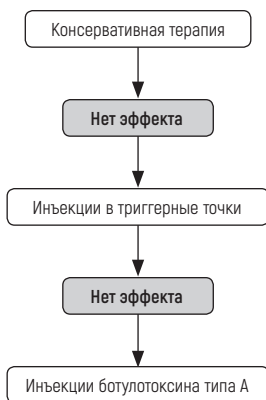 Консервативная терапия
Нет эффекта
Инъекции в триггерные точки
Нет эффекта
Инъекции ботулотоксина типа А